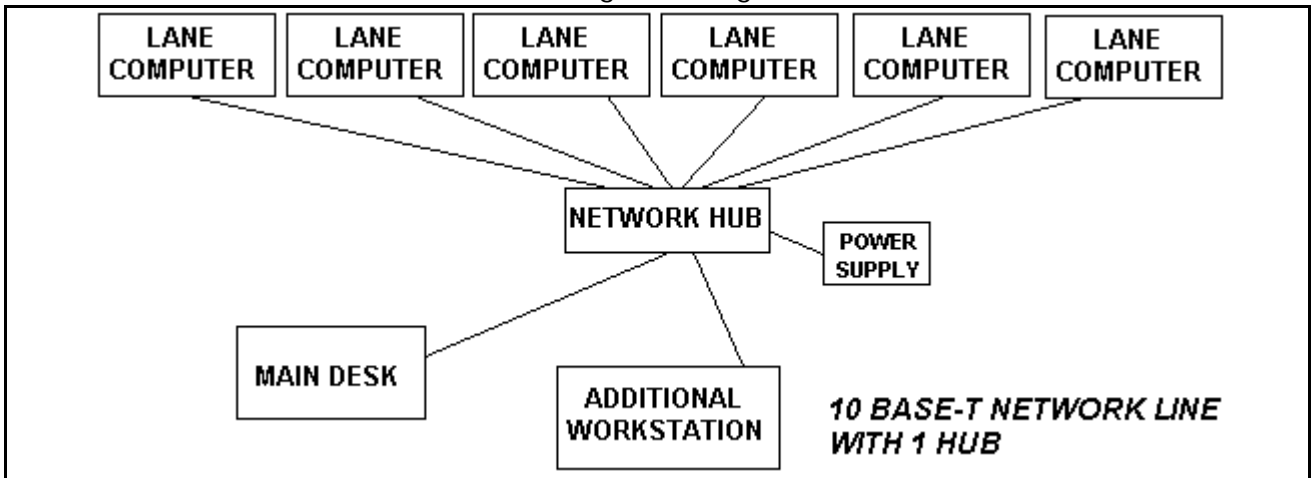 LANE
COMPUTER
LANE
COMPUTER
LANE
COMPUTER
LANE
COMPUTER
LANE
COMPUTER
LANE
COMPUTER
NETWORK HUB
POWER
SUPPLY
MAIN DESK
ADDITIONAL
WORKSTATION
10 BASE-T NETWORK LINE
WITH 1 HUB